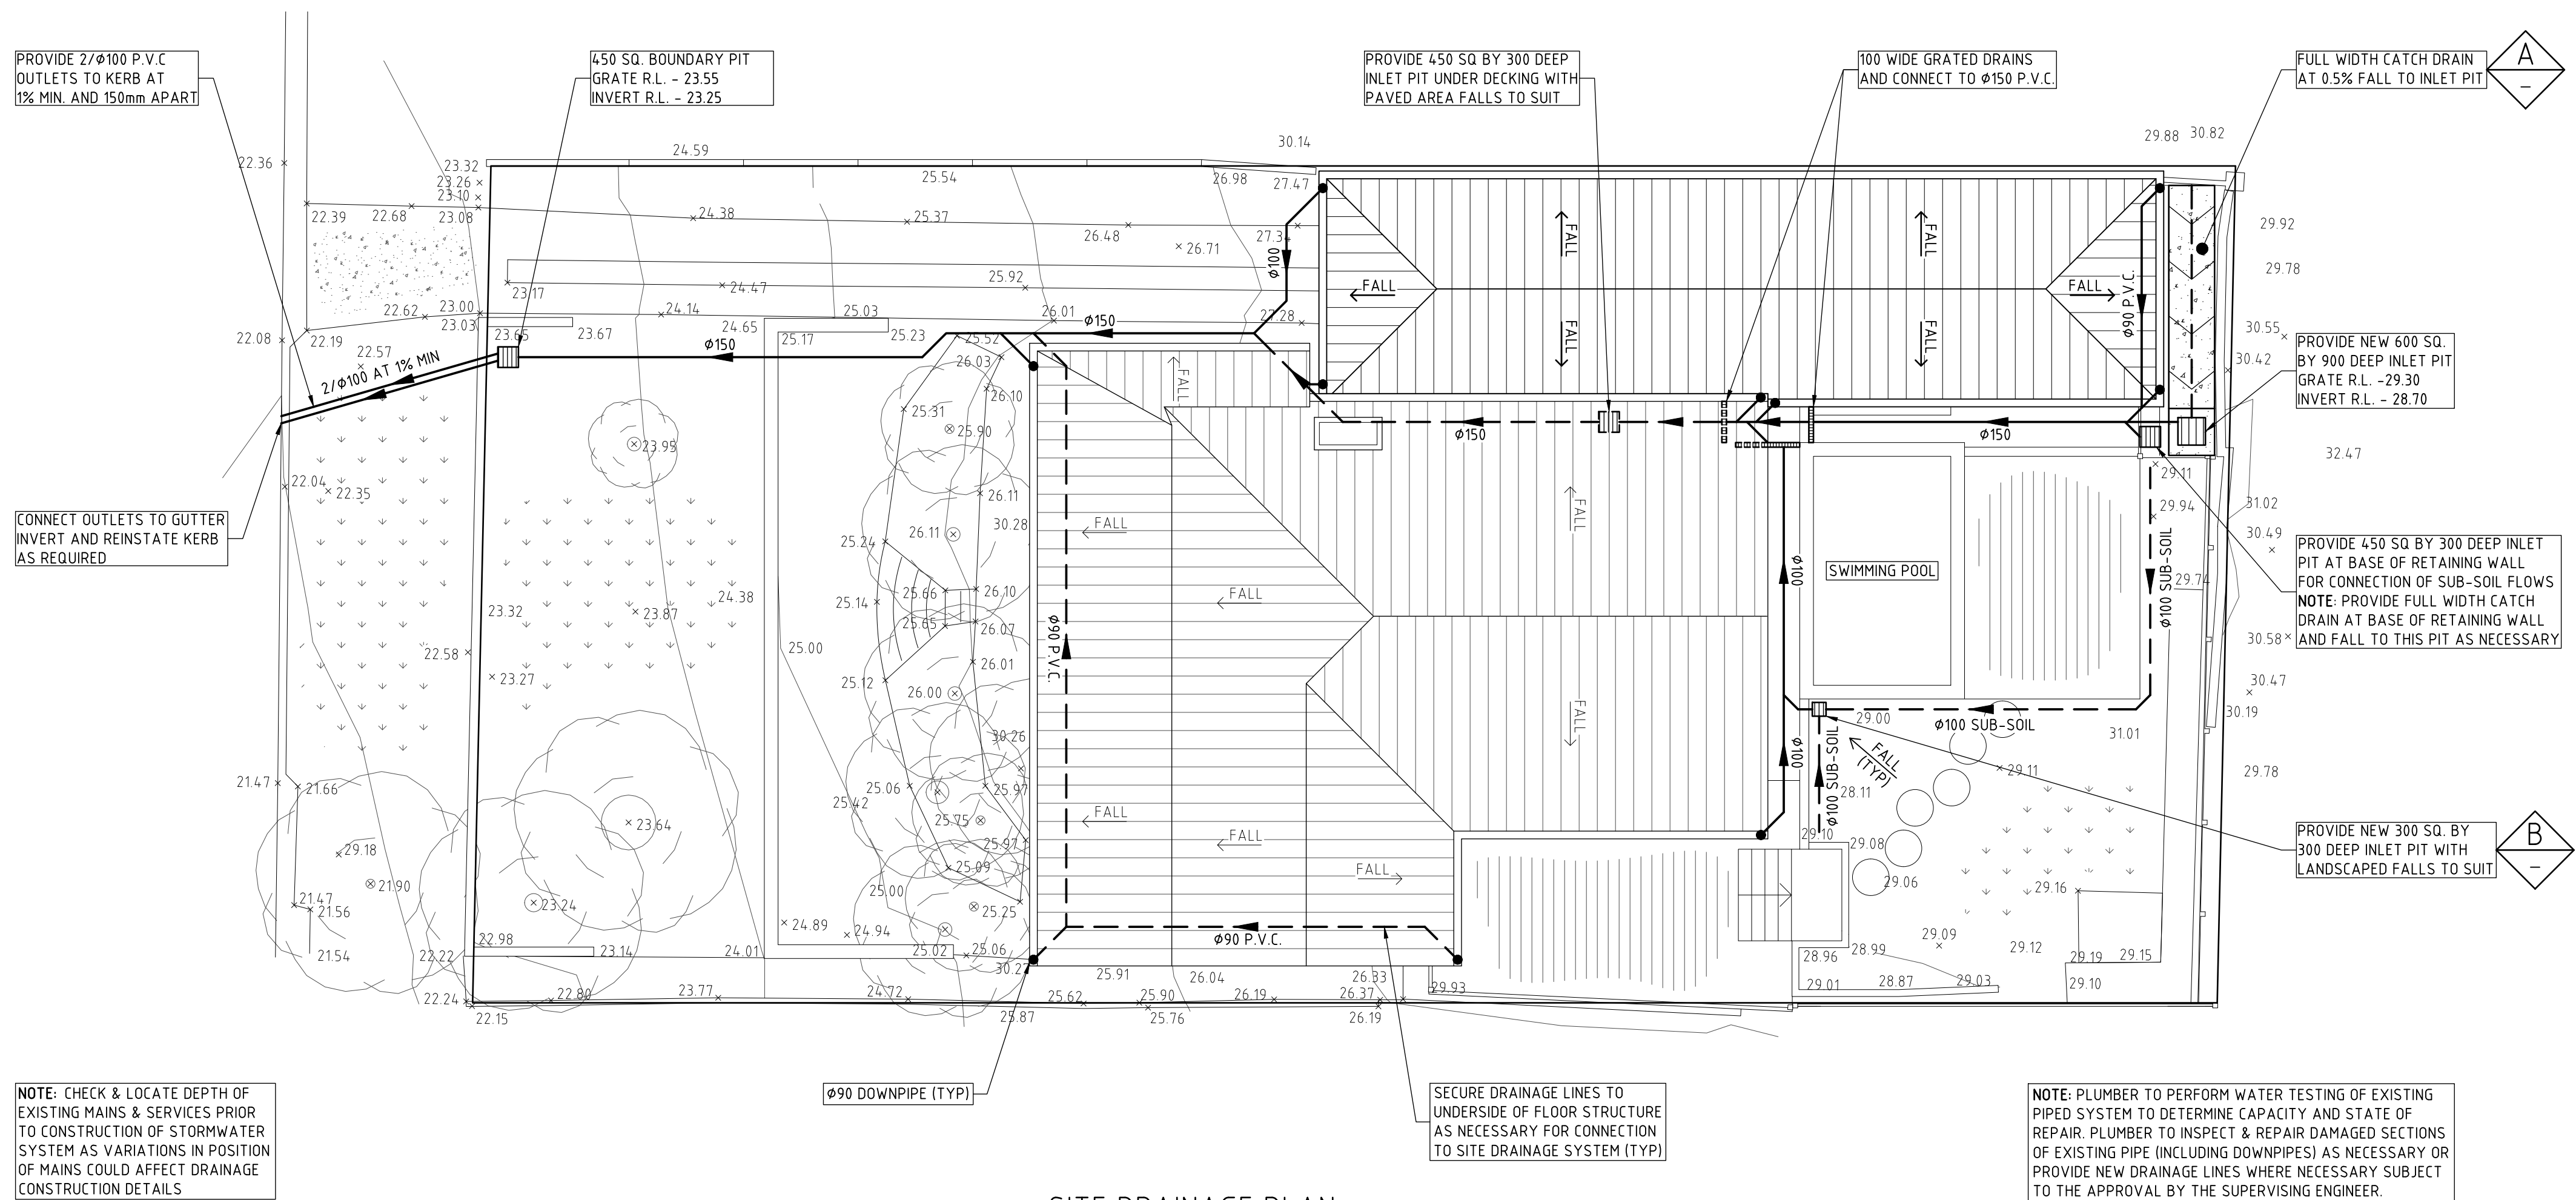 PROVIDE 2/Ø100 P.V.C
OUTLETS TO KERB AT
1% MIN. AND 150mm APART
450 SQ. BOUNDARY PIT
GRATE R.L. - 23.55
INVERT R.L. - 23.25
PROVIDE 450 SQ BY 300 DEEP
INLET PIT UNDER DECKING WITH
PAVED AREA FALLS TO SUIT
100 WIDE GRATED DRAINS
AND CONNECT TO Ø150 P.V.C.
FULL WIDTH CATCH DRAIN
AT 0.5% FALL TO INLET PIT
A
-
22.36
23.32
23.26
23.10
24.59
25.54
26.98
30.14
27.47
29.88
30.82
22.39
22.68
23.08
24.38
25.37
26.48
26.71
27.34
29.92
29.78
Ø100
FALL
FALL
FALL
FALL
FALL
FALL
Ø90 P.V.C.
23.17
24.47
25.92
23.00
22.62
23.03
24.14
25.03
26.01
27.28
22.08
22.19
23.65
23.67
24.65
25.17
25.23
25.52
Ø150
Ø150
22.57
2/Ø100 AT 1% MIN
26.03
26.10
25.31
25.90
23.95
FALL
30.55
30.42
PROVIDE NEW 600 SQ.
BY 900 DEEP INLET PIT
GRATE R.L. -29.30
INVERT R.L. - 28.70
Ø150
Ø150
32.47
29.11
22.04
22.35
26.11
29.94
31.02
30.49
CONNECT OUTLETS TO GUTTER
INVERT AND REINSTATE KERB
AS REQUIRED
30.28
26.11
25.24
FALL
FALL
Ø100
SWIMMING POOL
Ø100 SUB-SOIL
29.74
PROVIDE 450 SQ BY 300 DEEP INLET
PIT AT BASE OF RETAINING WALL
FOR CONNECTION OF SUB-SOIL FLOWS
NOTE: PROVIDE FULL WIDTH CATCH
DRAIN AT BASE OF RETAINING WALL
AND FALL TO THIS PIT AS NECESSARY
23.32
23.87
24.38
25.14
25.66
26.10
FALL
25.65
26.07
22.58
25.00
26.01
Ø90 P.V.C.
30.58
23.27
25.12
26.00
30.47
30.19
FALL
29.00
Ø100 SUB-SOIL
31.01
30.26
Ø100
Ø100 SUB-SOIL
FALL
(TYP)
29.11
29.78
21.47
21.66
25.06
25.97
25.42
28.11
23.64
25.75
FALL
FALL
25.97
29.10
29.08
PROVIDE NEW 300 SQ. BY
300 DEEP INLET PIT WITH
LANDSCAPED FALLS TO SUIT
B
-
29.18
21.90
25.09
FALL
29.06
29.16
21.47
21.56
23.24
25.00
25.25
24.89
24.94
Ø90 P.V.C.
29.09
21.54
22.98
22.22
23.14
24.01
25.02
25.06
30.27
25.91
26.04
26.33
28.96
28.99
29.12
29.19
29.15
29.01
28.87
29.03
29.10
22.24
22.80
23.77
24.72
25.62
25.90
26.19
26.37
29.93
22.15
25.87
25.76
26.19
NOTE: CHECK & LOCATE DEPTH OF
EXISTING MAINS & SERVICES PRIOR
TO CONSTRUCTION OF STORMWATER
SYSTEM AS VARIATIONS IN POSITION
OF MAINS COULD AFFECT DRAINAGE
CONSTRUCTION DETAILS
Ø90 DOWNPIPE (TYP)
SECURE DRAINAGE LINES TO
UNDERSIDE OF FLOOR STRUCTURE
AS NECESSARY FOR CONNECTION
TO SITE DRAINAGE SYSTEM (TYP)
NOTE: PLUMBER TO PERFORM WATER TESTING OF EXISTING
PIPED SYSTEM TO DETERMINE CAPACITY AND STATE OF
REPAIR. PLUMBER TO INSPECT & REPAIR DAMAGED SECTIONS
OF EXISTING PIPE (INCLUDING DOWNPIPES) AS NECESSARY OR
PROVIDE NEW DRAINAGE LINES WHERE NECESSARY SUBJECT
TO THE APPROVAL BY THE SUPERVISING ENGINEER.
SITE DRAINAGE PLAN